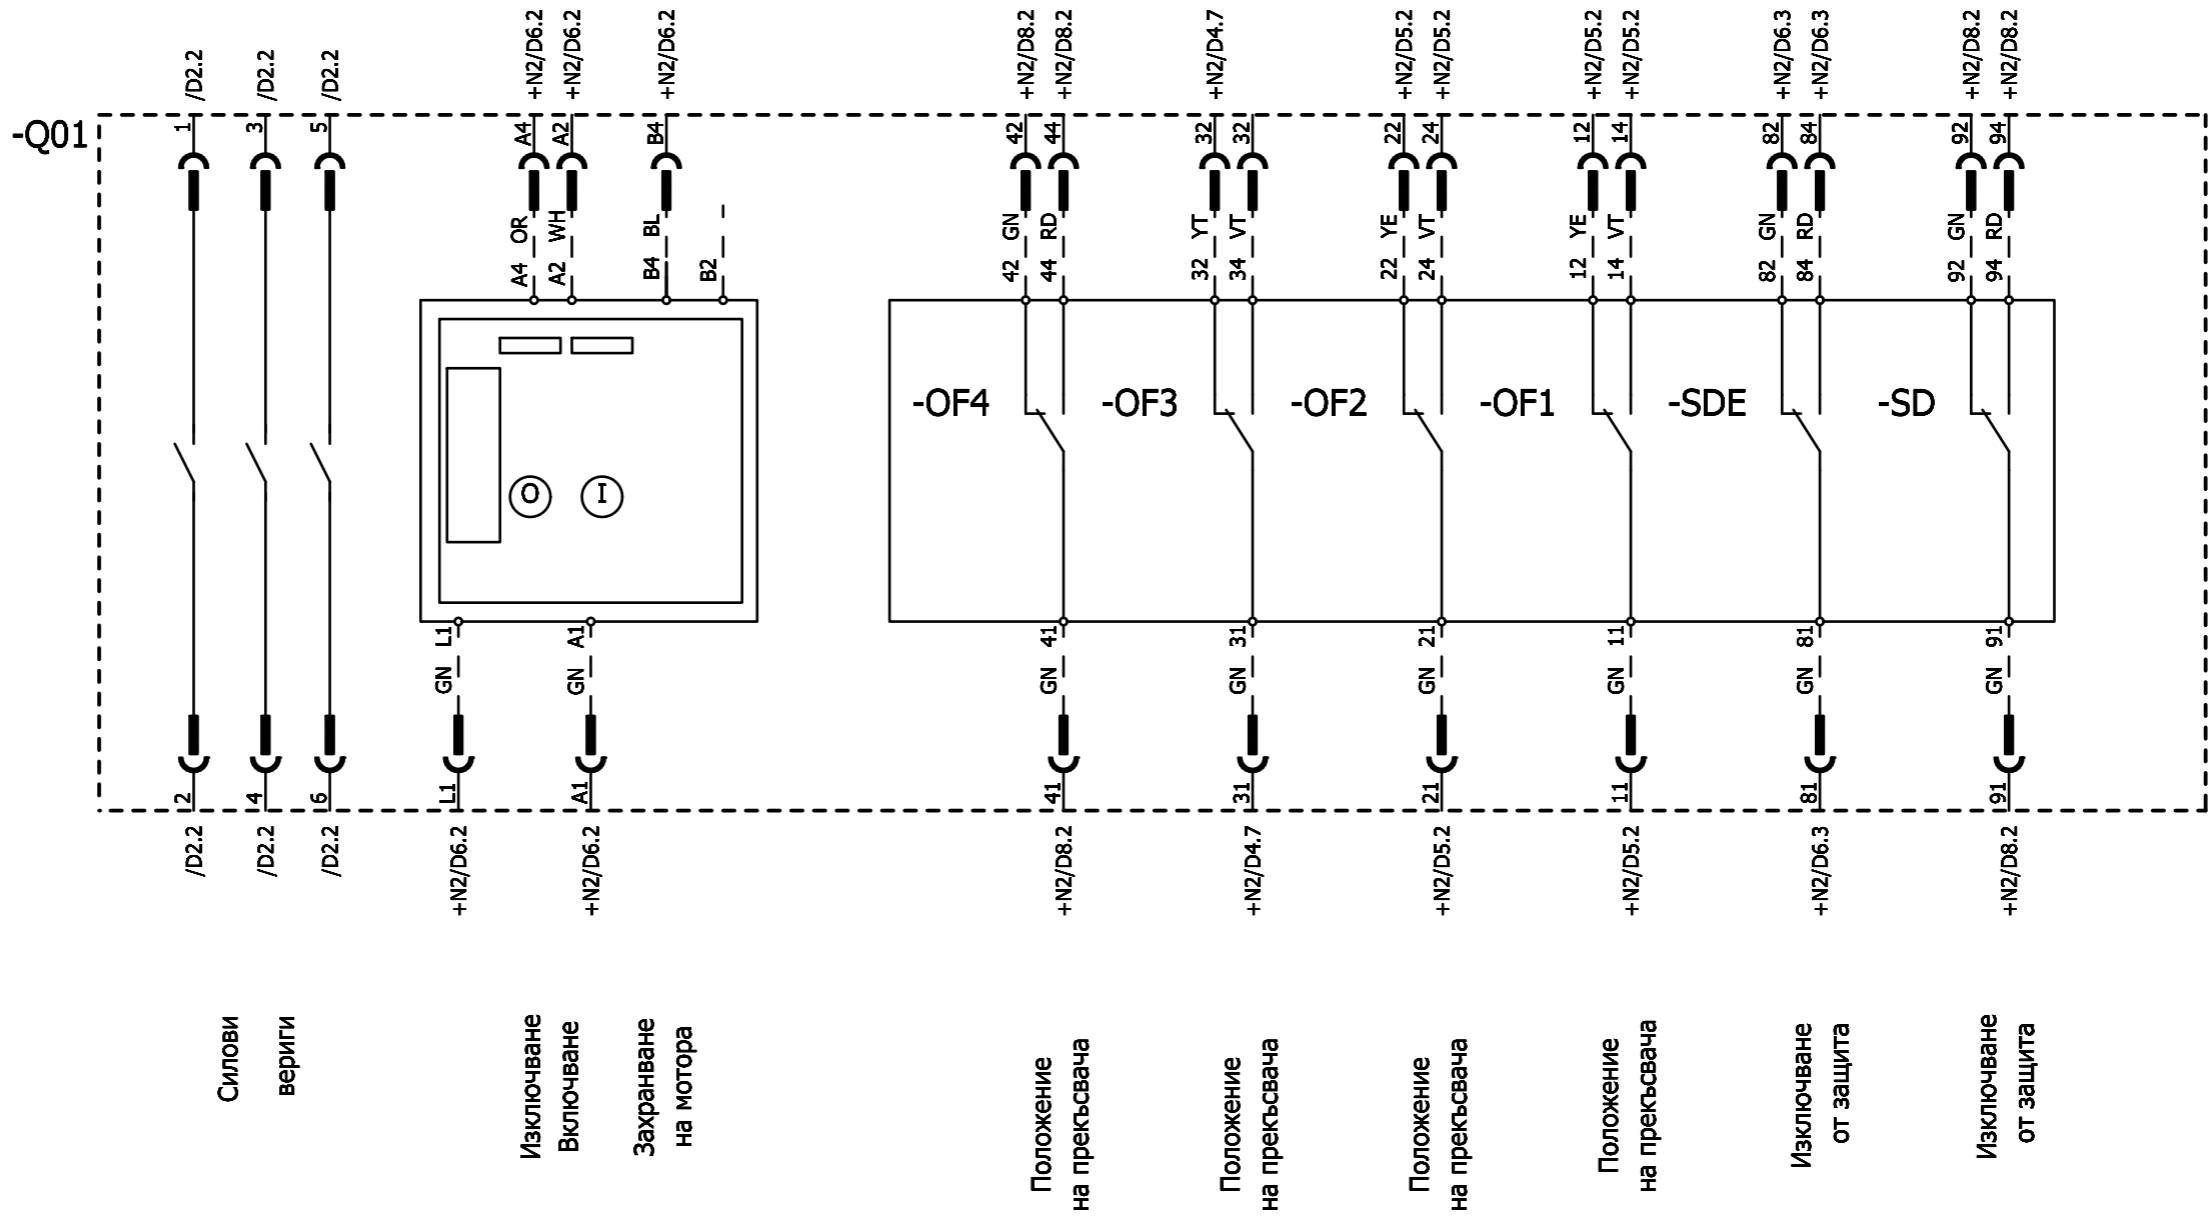 -Q01
/D2.2
/D2.2
/D2.2
+N2/D6.2
+N2/D6.2
+N2/D6.2
+N2/D8.2
+N2/D8.2
+N2/D4.7
+N2/D5.2
+N2/D5.2
+N2/D5.2
+N2/D5.2
+N2/D6.3
+N2/D6.3
+N2/D8.2
+N2/D8.2
1
3
5
A4
A2
B4
42
44
32
32
22
24
12
14
82
84
92
94
OR
WH
BL
GN
RD
YT
VT
YE
VT
YE
VT
GN
RD
GN
RD
A4
A2
B4
B2
42
44
32
34
22
24
12
14
82
84
92
94
-OF4
-OF3
-OF2
-OF1
-SDE
-SD
O
I
L1
A1
41
31
21
11
81
91
GN
GN
GN
GN
GN
GN
GN
GN
2
4
6
L1
A1
41
31
21
11
81
91
/D2.2
/D2.2
/D2.2
+N2/D6.2
+N2/D6.2
+N2/D8.2
+N2/D4.7
+N2/D5.2
+N2/D5.2
+N2/D6.3
+N2/D8.2
Силови
вериги
Изключване
Включване
Захранване
на мотора
Положение
на прекъсвача
Положение
на прекъсвача
Положение
на прекъсвача
Положение
на прекъсвача
Изключване
от защита
Изключване
от защита